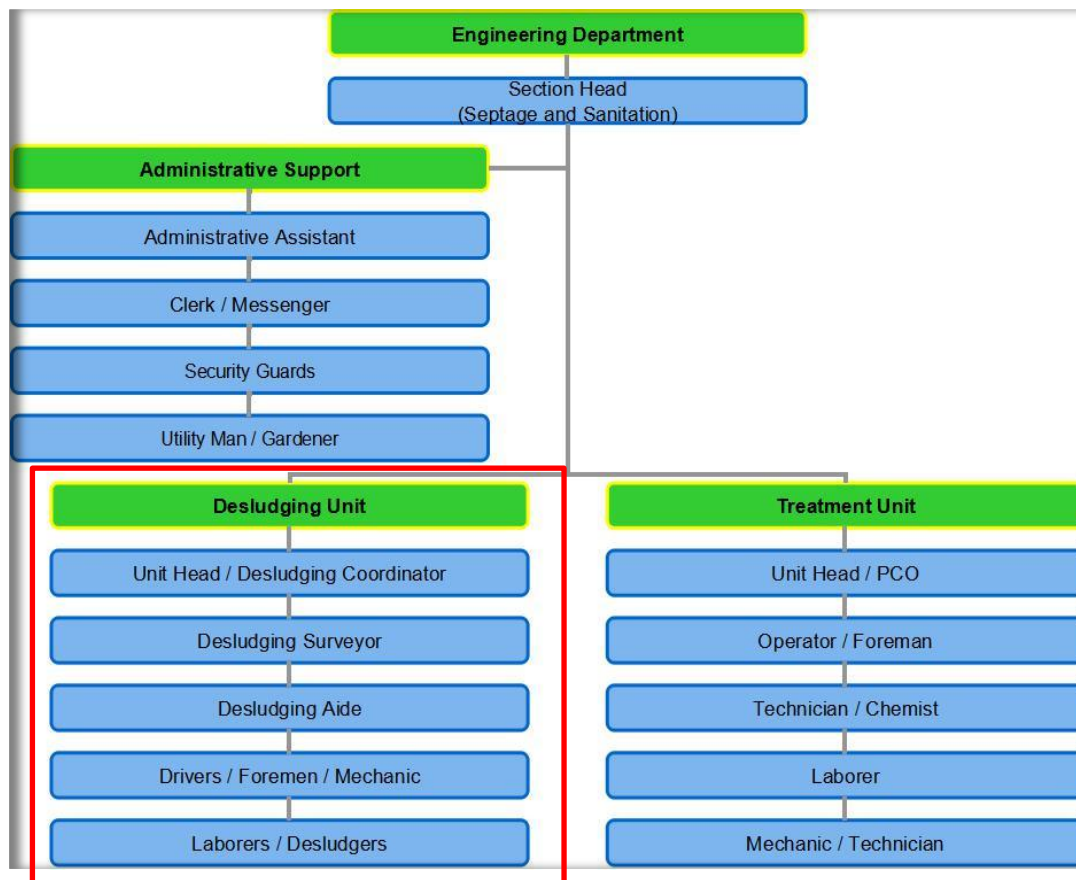 Engineering Department
Section Head
(Septage and Sanitation)
Administrative Support
Administrative Assistant
Clerk / Messenger
Security Guards
Utility Man / Gardener
Desludging Unit
Unit Head / Desludging Coordinator
Desludging Surveyor
Desludging Aide
Drivers / Foremen / Mechanic
Laborers / Desludgers
Treatment Unit
Unit Head / PCO
Operator / Foreman
Technician / Chemist
Laborer
Mechanic / Technician